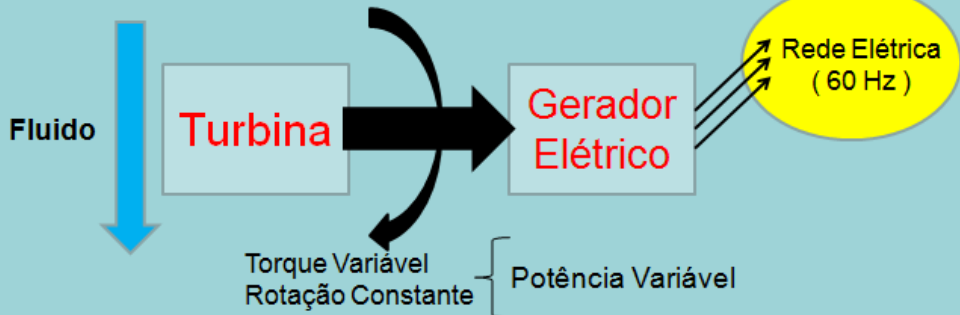 Fluido
Turbina
Gerador
Elétrico
Rede Elétrica
( 60 Hz )
Torque Variável
Rotação Constante
Potência Variável